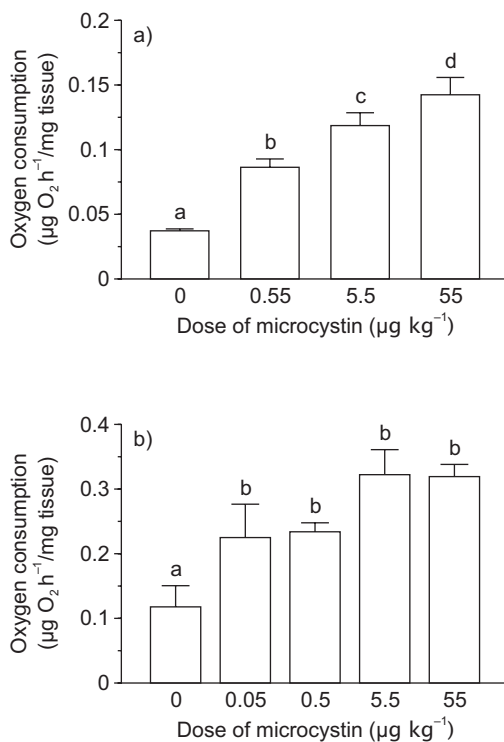 a)
Oxygen consumption
(µg O₂ h⁻¹/mg tissue)
0.2
0.15
0.1
0.05
0
a
b
c
d
0 0.55 5.5 55
Dose of microcystin (µg kg⁻¹)
b)
Oxygen consumption
(µg O₂ h⁻¹/mg tissue)
0.4
0.3
0.2
0.1
0
a
b
b
b
b
0 0.05 0.5 5.5 55
Dose of microcystin (µg kg⁻¹)